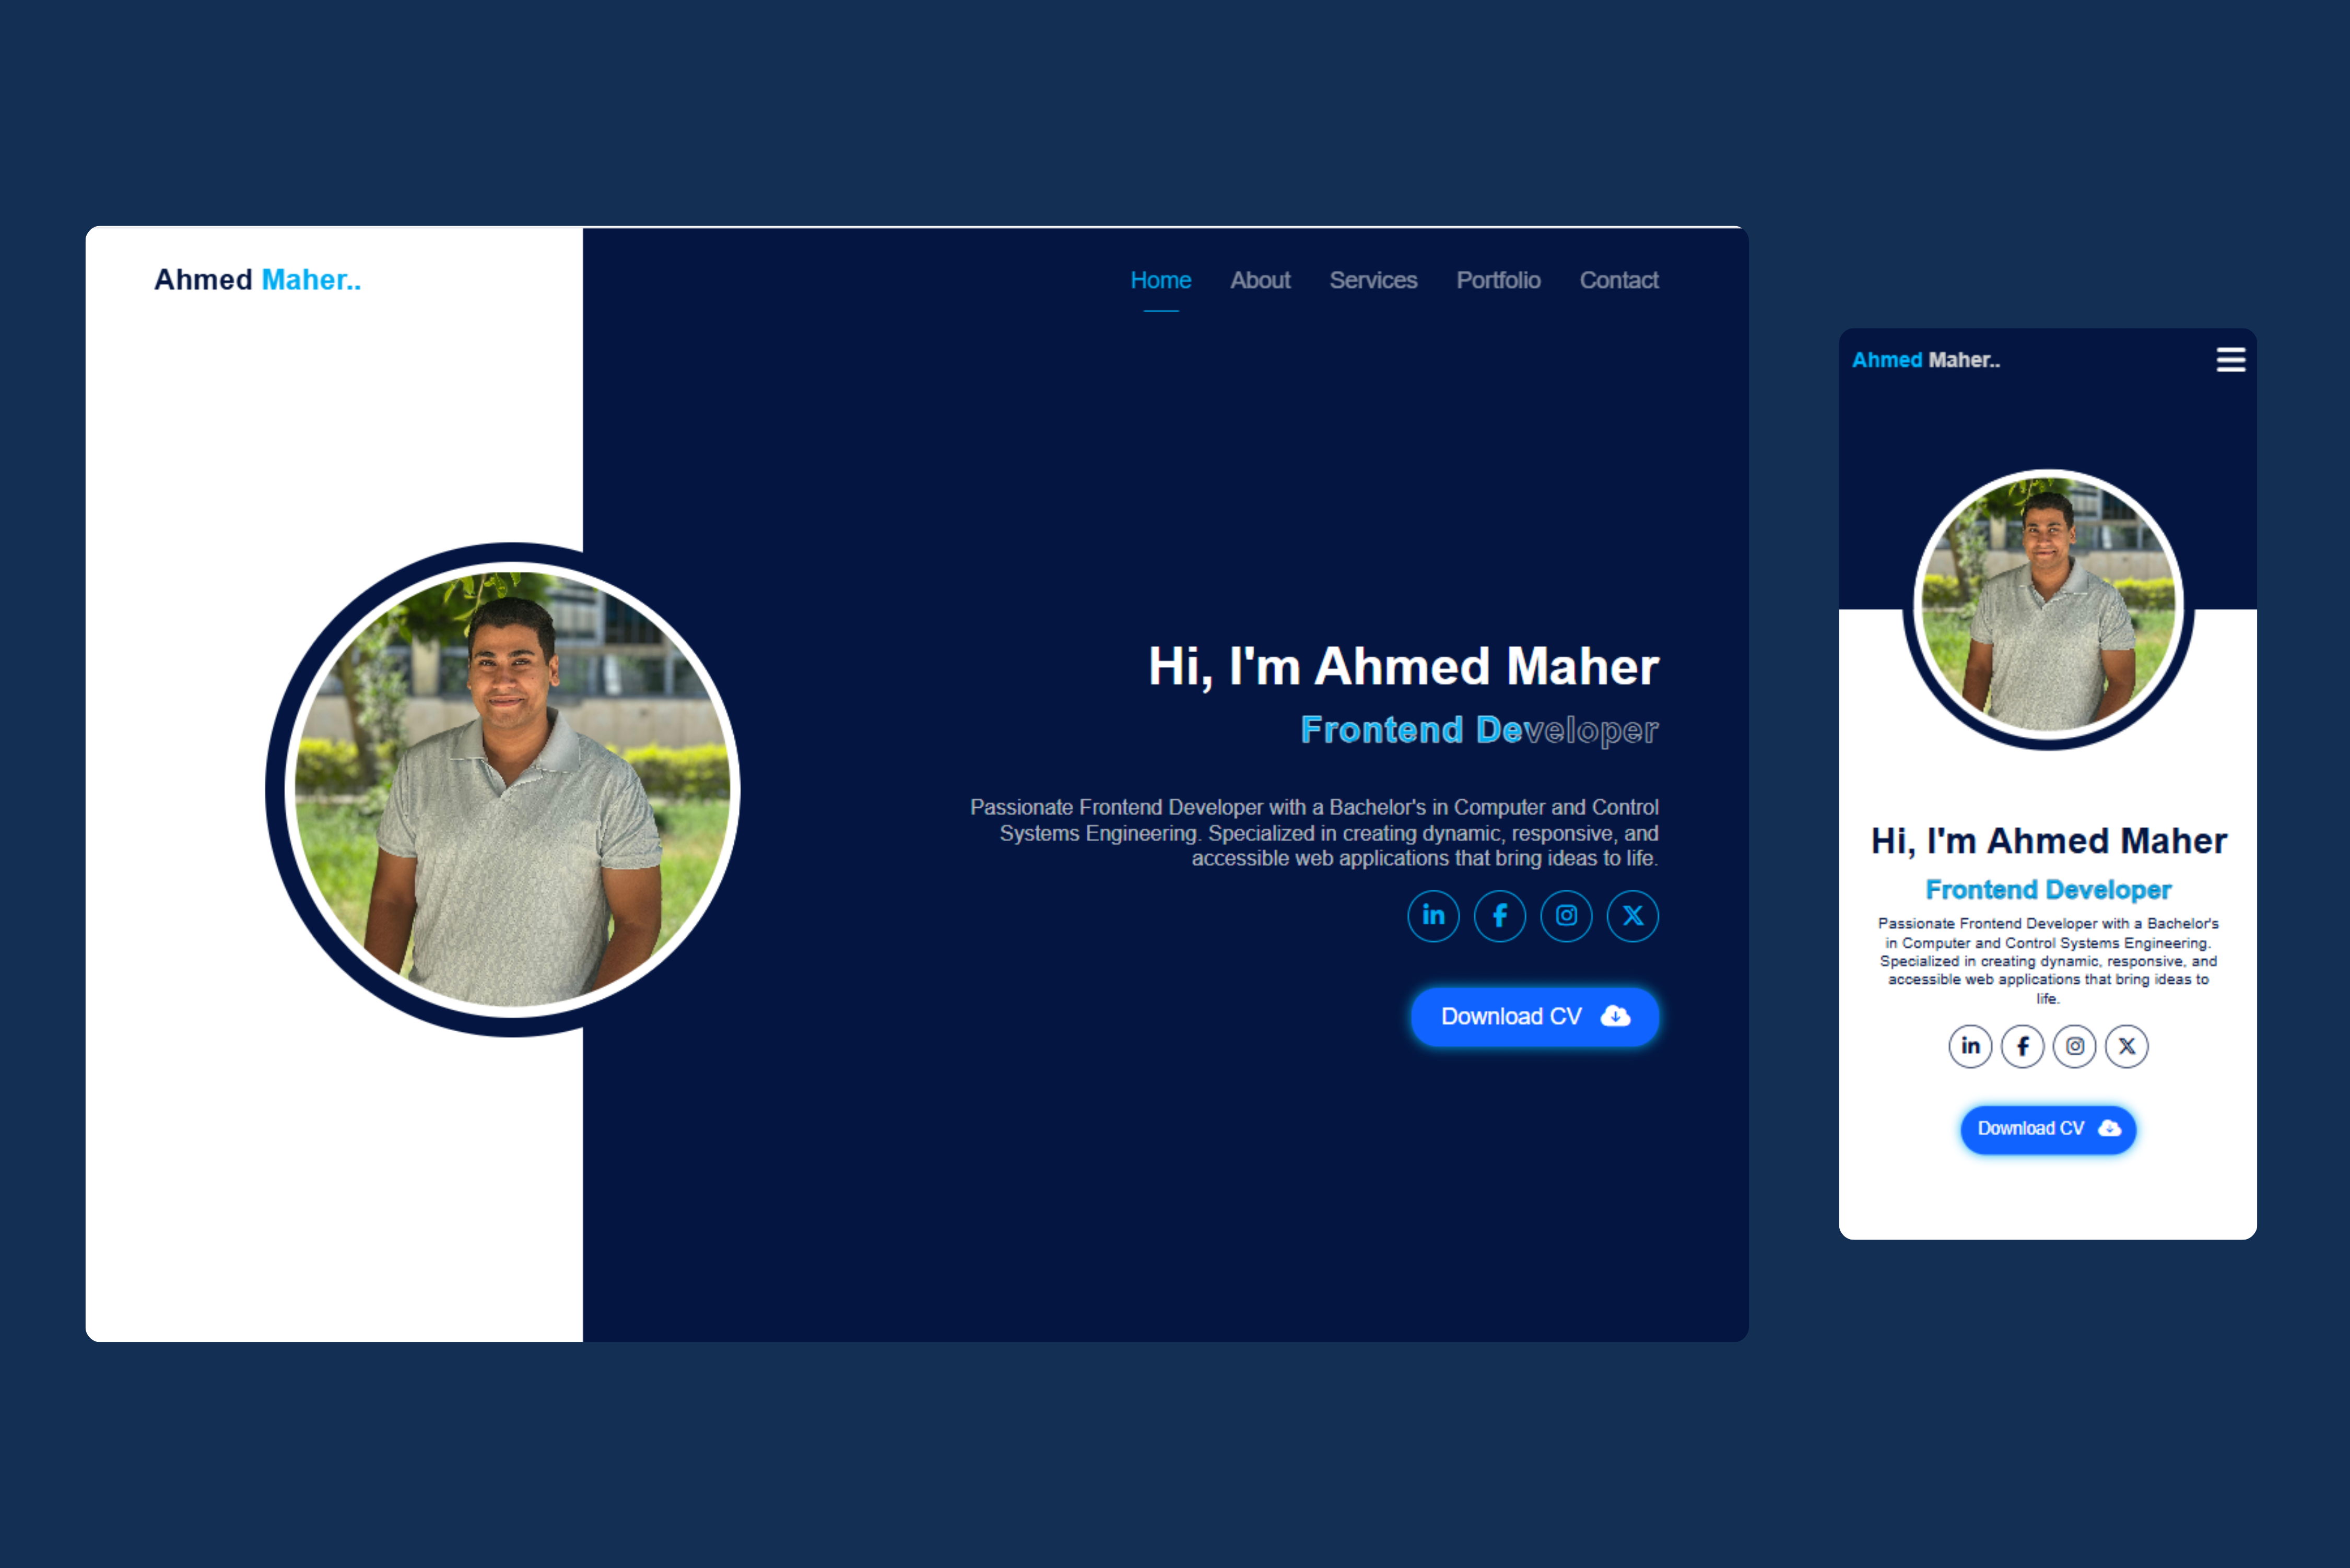 Ahmed Maher..
Home About Services Portfolio Contact
Hi, I'm Ahmed Maher
Frontend Developer
Passionate Frontend Developer with a Bachelor's in Computer and Control
Systems Engineering. Specialized in creating dynamic, responsive, and
accessible web applications that bring ideas to life.
Download CV
Ahmed Maher..
Hi, I'm Ahmed Maher
Frontend Developer
Passionate Frontend Developer with a Bachelor's
in Computer and Control Systems Engineering.
Specialized in creating dynamic, responsive, and
accessible web applications that bring ideas to
life.
Download CV